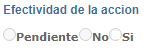 Efectividad de la accion
Pendiente No Si